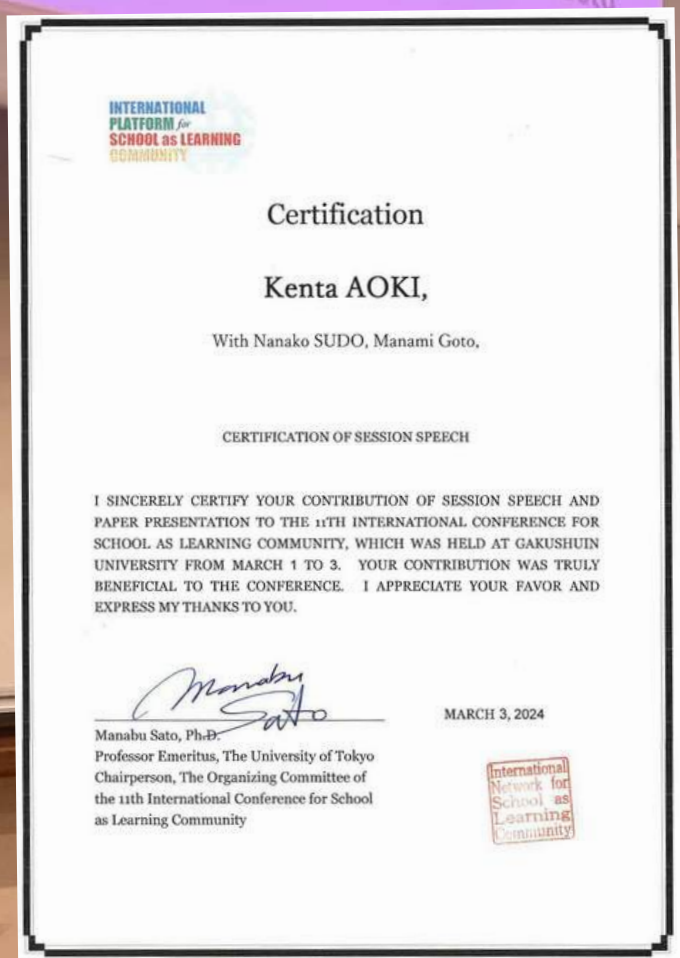 INTERNATIONAL
PLATFORM for
SCHOOL as LEARNING
COMMUNITY
Certification
Kenta AOKI,
With Nanako SUDO, Manami Goto,
CERTIFICATION OF SESSION SPEECH
I SINCERELY CERTIFY YOUR CONTRIBUTION OF SESSION SPEECH AND
PAPER PRESENTATION TO THE 11TH INTERNATIONAL CONFERENCE FOR
SCHOOL AS LEARNING COMMUNITY, WHICH WAS HELD AT GAKUSHUIN
UNIVERSITY FROM MARCH 1 TO 3. YOUR CONTRIBUTION WAS TRULY
BENEFICIAL TO THE CONFERENCE. I APPRECIATE YOUR FAVOR AND
EXPRESS MY THANKS TO YOU.
Manabu
Sato
Manabu Sato, Ph.D.
Professor Emeritus, The University of Tokyo
Chairperson, The Organizing Committee of
the 11th International Conference for School
as Learning Community
MARCH 3, 2024
International
Network for
School as
Learning
Community